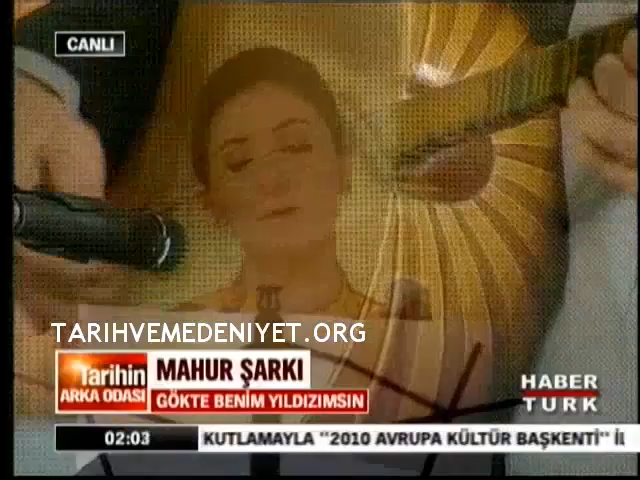 CANLI
TARIHVEMEDENIYET.ORG
Tarihin
ARKA ODASI
MAHUR ŞARKI
GÖKTE BENİM YILDIZIMSIN
HABER
TURK
02:03
KUTLAMAYLA "2010 AVRUPA KÜLTÜR BAŞKENTİ" İL